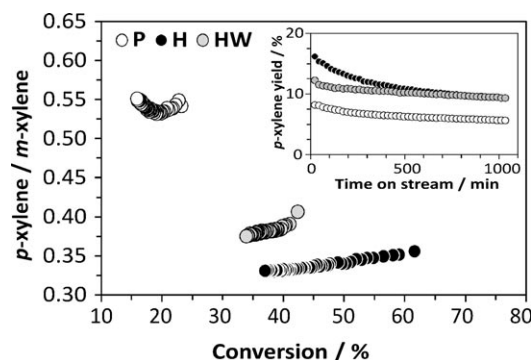 0.65
0.60
0.55
0.50
0.45
0.40
0.35
0.30
p-xylene / m-xylene
P H HW
20
10
0
p-xylene yield / %
0 500 1000
Time on stream / min
10 20 30 40 50 60 70 80
Conversion / %